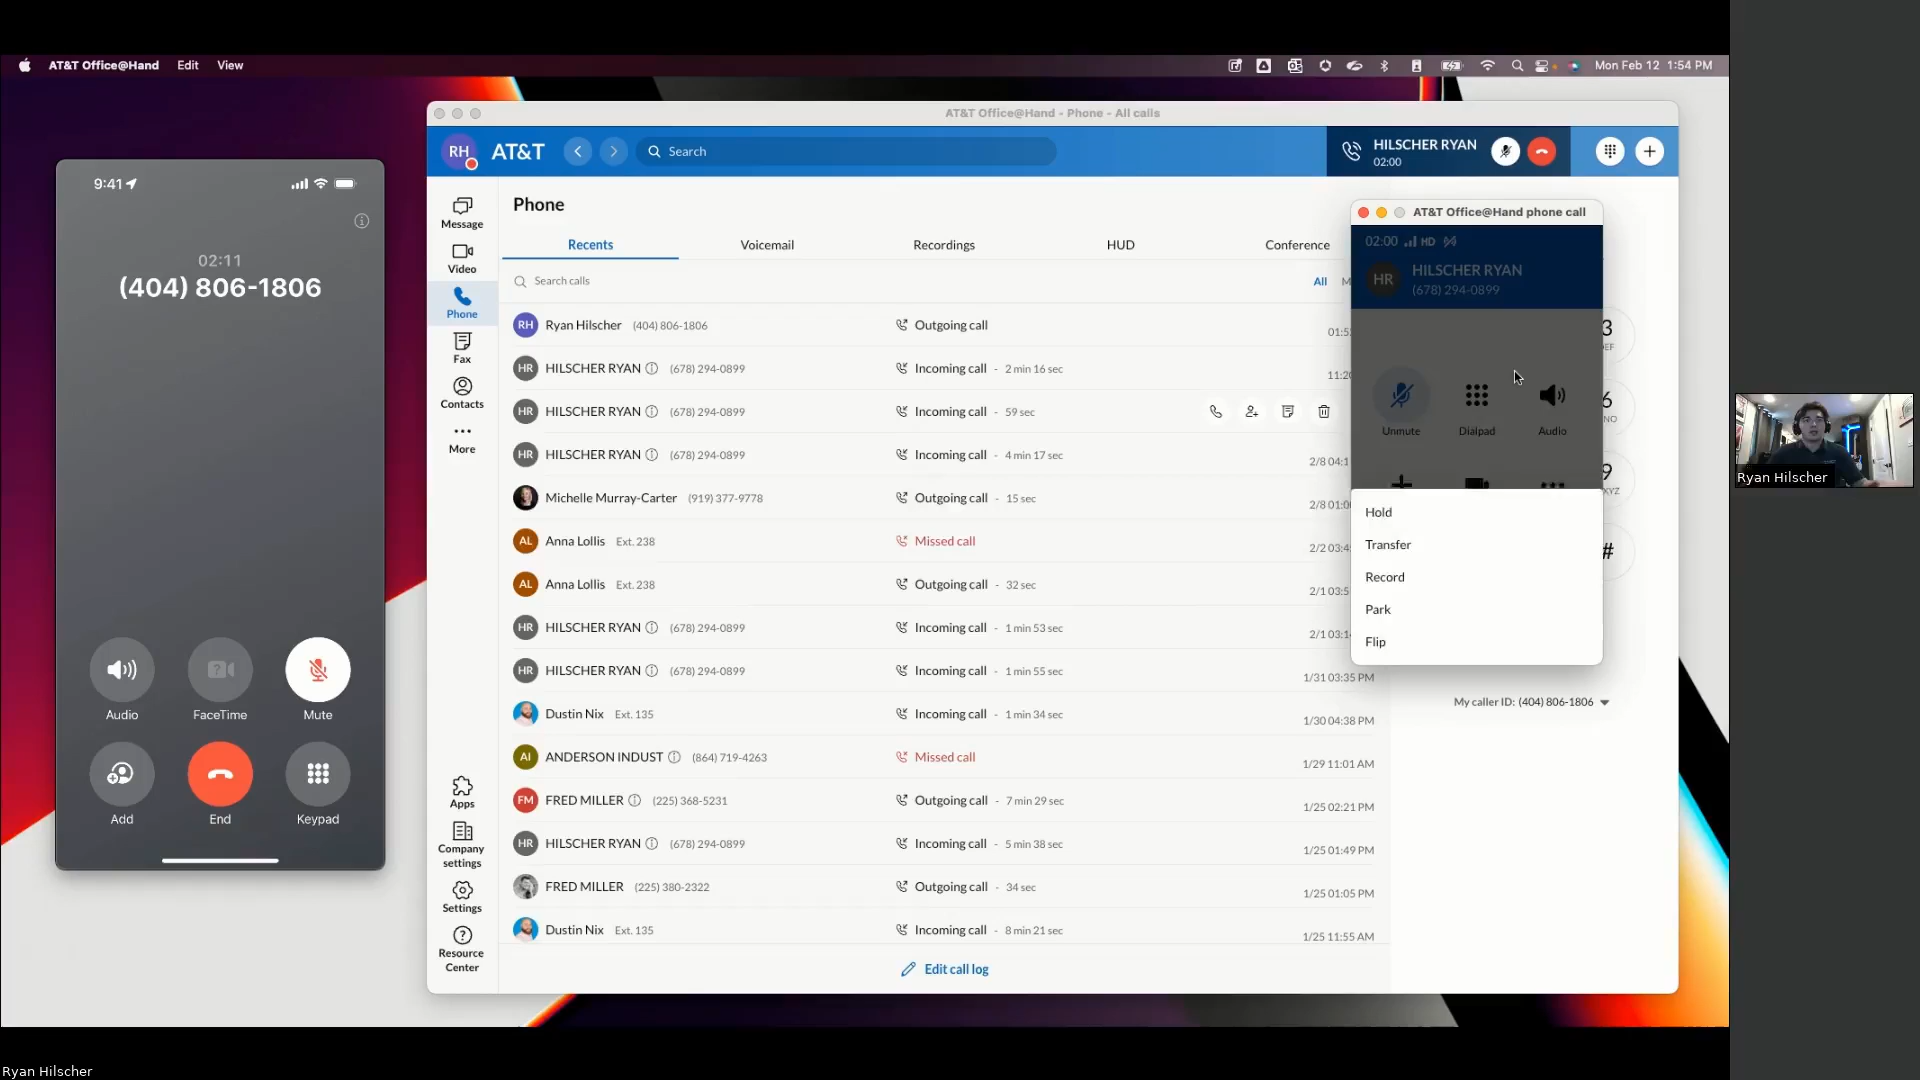 AT&T Office@Hand Edit View
Mon Feb 12 1:54 PM
9:41
02:11
(404) 806-1806
Audio
FaceTime
Mute
Add
End
Keypad
AT&T Office@Hand - Phone - All calls
RH
AT&T
Search
HILSCHER RYAN
02:00
Message
Video
Phone
Fax
Contacts
More
Apps
Company settings
Settings
Resource Center
Phone
Recents
Voicemail
Recordings
HUD
Conference
Search calls
All
M
RH Ryan Hilscher (404) 806-1806 Outgoing call
HR HILSCHER RYAN (678) 294-0899 Incoming call - 2 min 16 sec
HR HILSCHER RYAN (678) 294-0899 Incoming call - 59 sec
HR HILSCHER RYAN (678) 294-0899 Incoming call - 4 min 17 sec
Michelle Murray-Carter (919) 377-9778 Outgoing call - 15 sec
AL Anna Lollis Ext. 238 Missed call
AL Anna Lollis Ext. 238 Outgoing call - 32 sec
HR HILSCHER RYAN (678) 294-0899 Incoming call - 1 min 53 sec
HR HILSCHER RYAN (678) 294-0899 Incoming call - 1 min 55 sec 1/31 03:35 PM
Dustin Nix Ext. 135 Incoming call - 1 min 34 sec 1/30 04:38 PM
AI ANDERSON INDUST (864) 719-4263 Missed call 1/29 11:01 AM
FM FRED MILLER (225) 368-5231 Outgoing call - 7 min 29 sec 1/25 02:21 PM
HR HILSCHER RYAN (678) 294-0899 Incoming call - 5 min 38 sec 1/25 01:49 PM
FRED MILLER (225) 380-2322 Outgoing call - 34 sec 1/25 01:05 PM
Dustin Nix Ext. 135 Incoming call - 8 min 21 sec 1/25 11:55 AM
Edit call log
AT&T Office@Hand phone call
02:00 HD
HR
HILSCHER RYAN
(678) 294-0899
Unmute
Dialpad
Audio
Hold
Transfer
Record
Park
Flip
3
6
9
#
My caller ID: (404) 806-1806
Ryan Hilscher
Ryan Hilscher